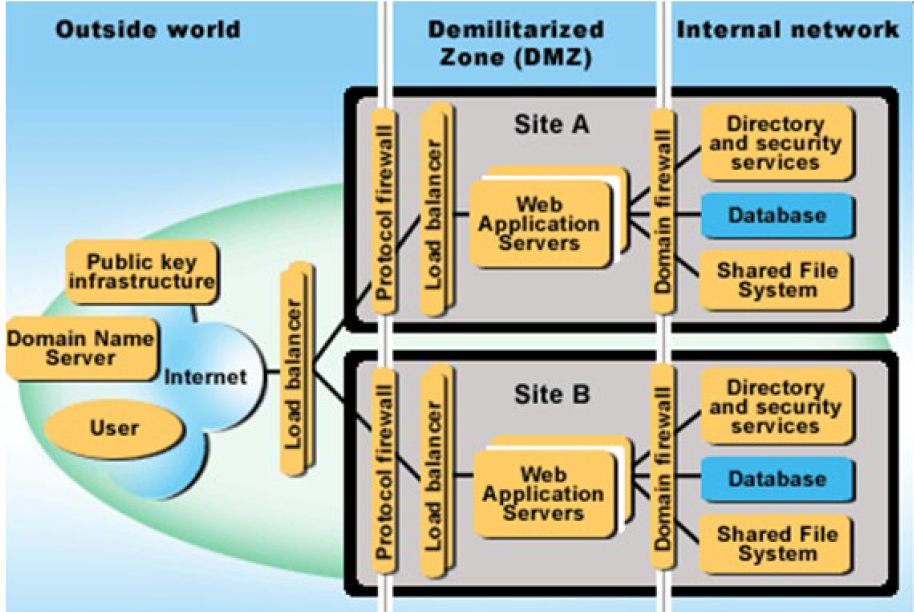 Outside world
Demilitarized
Zone (DMZ)
Internal network
Public key
infrastructure
Domain Name
Server
Internet
User
Load balancer
Protocol firewall
Load balancer
Site A
Web
Application
Servers
Domain firewall
Directory
and security
services
Database
Shared File
System
Protocol firewall
Load balancer
Site B
Web
Application
Servers
Domain firewall
Directory
and security
services
Database
Shared File
System